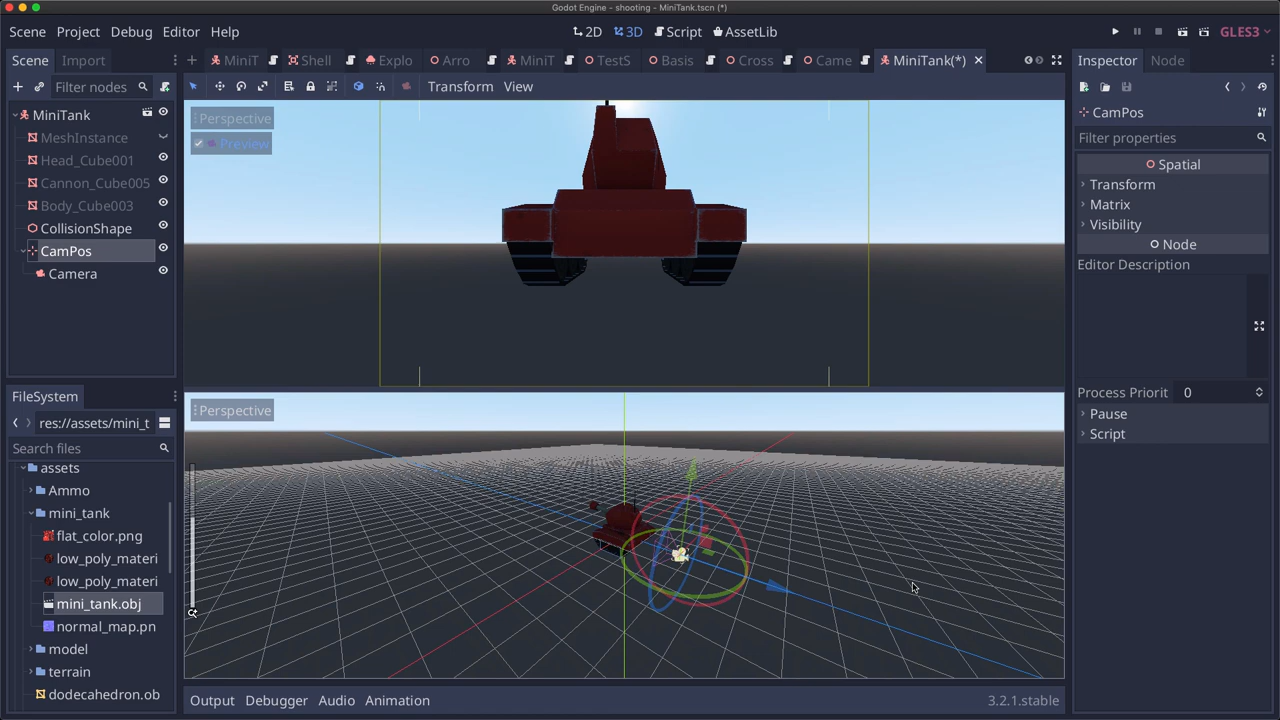 Godot Engine - shooting - MiniTank.tscn (*)
Scene Project Debug Editor Help
2D 3D Script AssetLib
GLES3
Scene Import
MiniT Shell Explo Arro MiniT TestS Basis Cross Came MiniTank(*)
Inspector Node
Filter nodes
Transform View
MiniTank
MeshInstance
Head_Cube001
Cannon_Cube005
Body_Cube003
CollisionShape
CamPos
Camera
Perspective
Preview
Perspective
CamPos
Filter properties
Spatial
Transform
Matrix
Visibility
Node
Editor Description
Process Priorit 0
Pause
Script
FileSystem
res://assets/mini_t
Search files
assets
Ammo
mini_tank
flat_color.png
low_poly_materi
low_poly_materi
mini_tank.obj
normal_map.pn
model
terrain
dodecahedron.ob
Output Debugger Audio Animation
3.2.1.stable